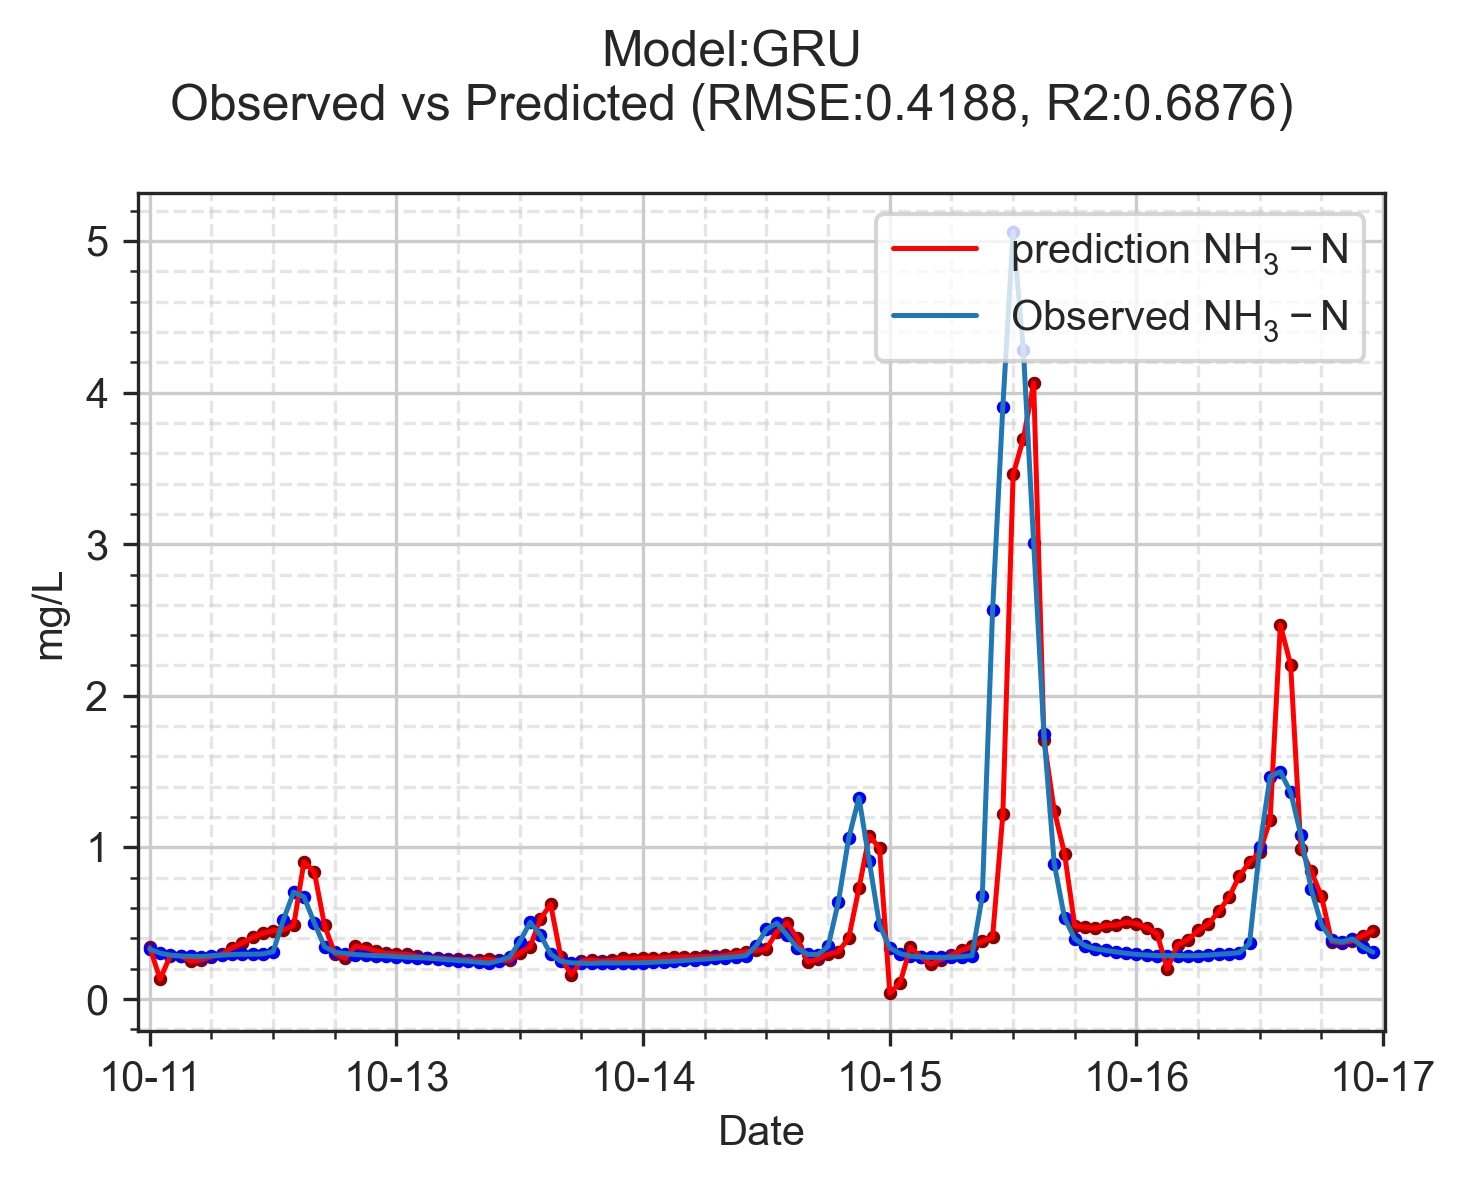 Model:GRU
Observed vs Predicted (RMSE:0.4188, R2:0.6876)
prediction NH₃ − N
Observed NH₃ − N
5
4
3
2
1
0
mg/L
10-11 10-13 10-14 10-15 10-16 10-17
Date